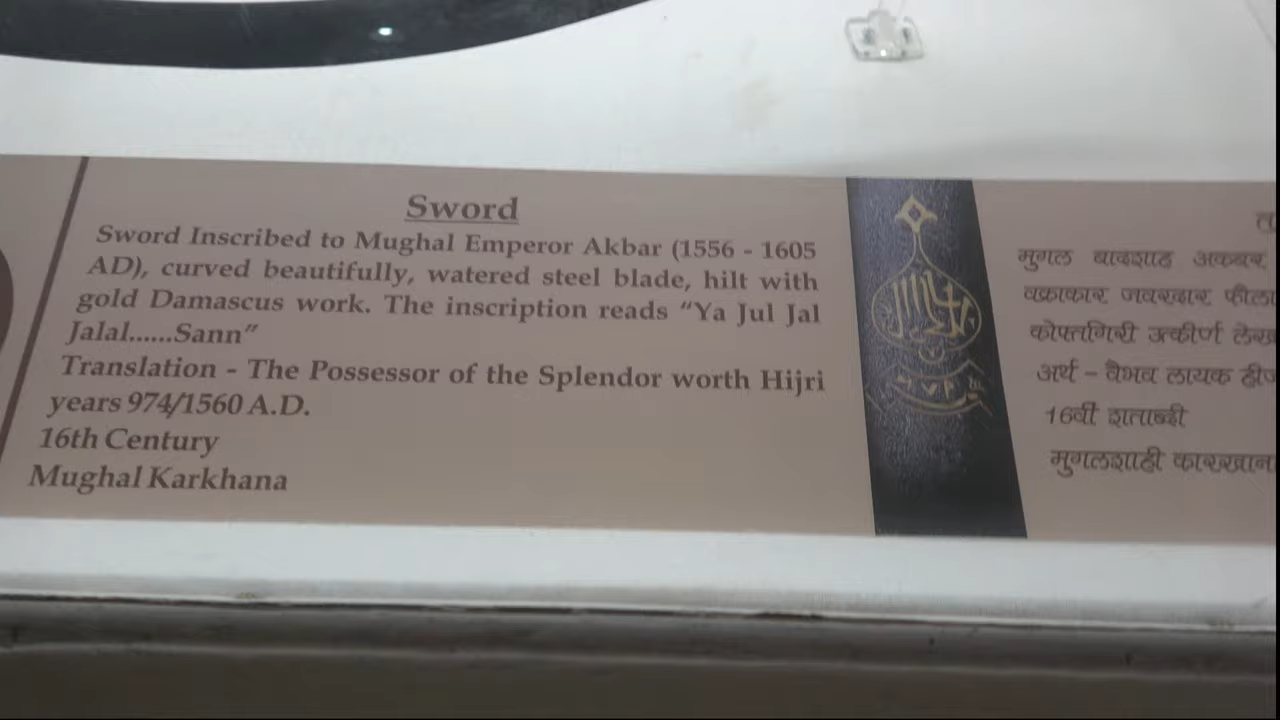 Sword
Sword Inscribed to Mughal Emperor Akbar (1556 - 1605
AD), curved beautifully, watered steel blade, hilt with
gold Damascus work. The inscription reads “Ya Jul Jal
Jalal......Sann”
Translation - The Possessor of the Splendor worth Hijri
years 974/1560 A.D.
16th Century
Mughal Karkhana
मुगल बादशाह अकबर
वक्राकार जवरदार
कोफ्तगिरी उत्कीर्ण
अर्थ - वैभव लायक
16वीं शताब्दी
मुगलशाही